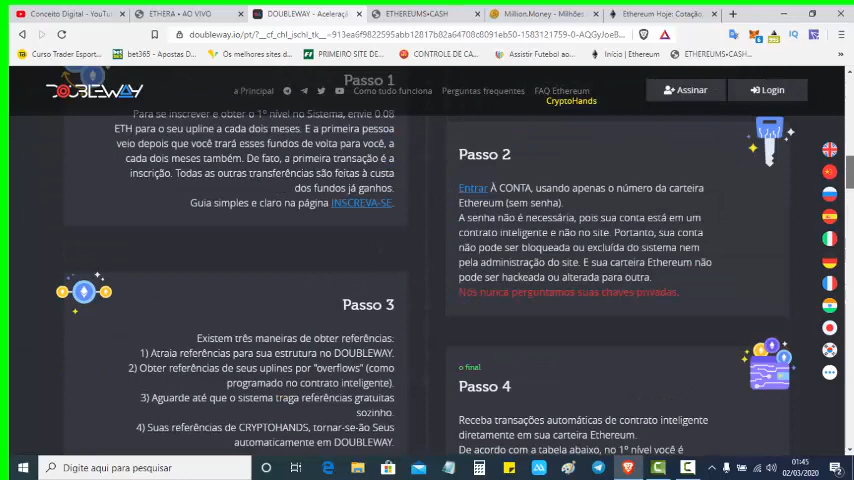 Conceito Digital - YouTu
ETHERA • AO VIVO
DOUBLEWAY - Aceleraç
ETHEREUMS•CASH
Million.Money - Milhões
Ethereum Hoje: Cotação,
doubleway.io/pt/?__cf_chl_jschl_tk__=913ea6f8922595abb12817b82a64708c3091d0f9-1583
Curso Trader Esport...
bet365 - Apostas D...
Os melhores sites d...
PRIMEIRO SITE DE
CONTROLE DE CA...
Assistir Futebol ao...
Início | Ethereum
ETHEREUMS•CASH...
DOUBLEWAY
a Principal
Como tudo funciona
Perguntas frequentes
FAQ Ethereum
CryptoHands
Assinar
Login
Passo 1
Para se inscrever e obter o 1º nível no Sistema, envie 0.08
ETH para o seu upline a cada dois meses. E a primeira pessoa
veio depois que você trará esses fundos de volta para você, a
cada dois meses também. De fato, a primeira transação é a
inscrição. Todas as outras transferências são feitas à custa
dos fundos já ganhos.
Guia simples e claro na página INSCREVA-SE.
Passo 2
Entrar À CONTA, usando apenas o número da carteira
Ethereum (sem senha).
A senha não é necessária, pois sua conta está em um
contrato inteligente e não no site. Portanto, sua conta
não pode ser bloqueada ou excluída do sistema nem
pela administração do site. E sua carteira Ethereum não
pode ser hackeada ou alterada para outra.
Nós nunca perguntamos suas chaves privadas.
Passo 3
Existem três maneiras de obter referências:
1) Atraia referências para sua estrutura no DOUBLEWAY.
2) Obter referências de seus uplines por "overflows" (como
programado no contrato inteligente).
3) Aguarde até que o sistema traga referências gratuitas
sozinho.
4) Suas referências de CRYPTOHANDS, tornar-se-ão Seus
automaticamente em DOUBLEWAY.
o final
Passo 4
Receba transações automáticas de contrato inteligente
diretamente em sua carteira Ethereum.
De acordo com a tabela abaixo, no 1º nível você é
Digite aqui para pesquisar
01:45
02/03/2020